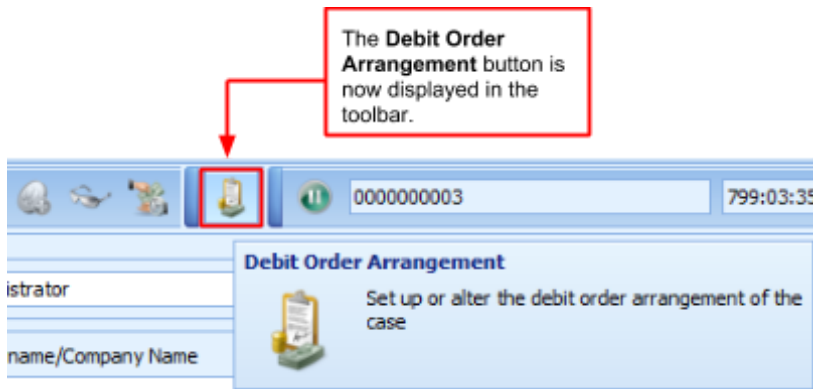 The Debit Order
Arrangement button is
now displayed in the
toolbar.
0000000003
799:03:35
Debit Order Arrangement
Set up or alter the debit order arrangement of the
case
istrator
name/Company Name